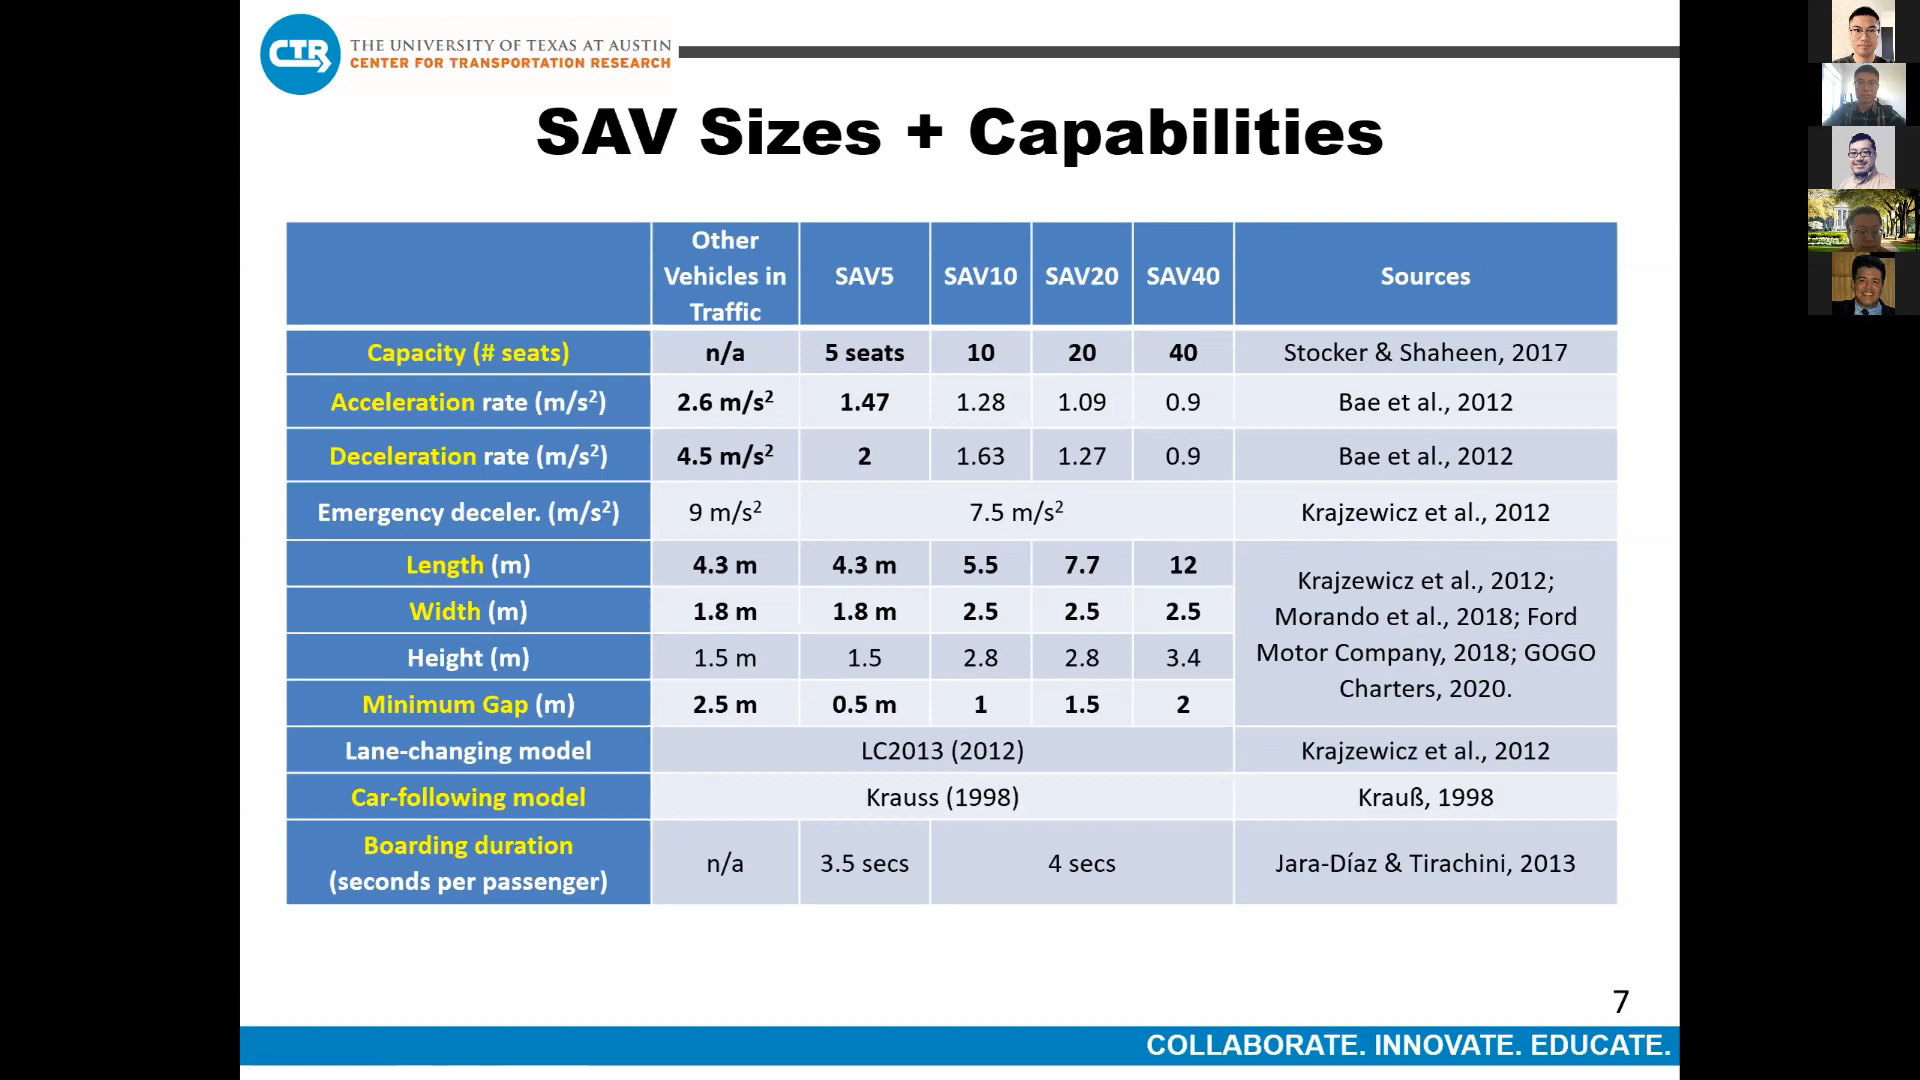 CTR
THE UNIVERSITY OF TEXAS AT AUSTIN
CENTER FOR TRANSPORTATION RESEARCH
SAV Sizes + Capabilities
Other Vehicles in Traffic SAV5 SAV10 SAV20 SAV40 Sources
Capacity (# seats) n/a 5 seats 10 20 40 Stocker & Shaheen, 2017
Acceleration rate (m/s²) 2.6 m/s² 1.47 1.28 1.09 0.9 Bae et al., 2012
Deceleration rate (m/s²) 4.5 m/s² 2 1.63 1.27 0.9 Bae et al., 2012
Emergency deceler. (m/s²) 9 m/s² 7.5 m/s² Krajzewicz et al., 2012
Length (m) 4.3 m 4.3 m 5.5 7.7 12
Width (m) 1.8 m 1.8 m 2.5 2.5 2.5
Height (m) 1.5 m 1.5 2.8 2.8 3.4
Minimum Gap (m) 2.5 m 0.5 m 1 1.5 2
Krajzewicz et al., 2012;
Morando et al., 2018; Ford
Motor Company, 2018; GOGO
Charters, 2020.
Lane-changing model LC2013 (2012) Krajzewicz et al., 2012
Car-following model Krauss (1998) Krauß, 1998
Boarding duration
(seconds per passenger) n/a 3.5 secs 4 secs Jara-Díaz & Tirachini, 2013
7
COLLABORATE. INNOVATE. EDUCATE.